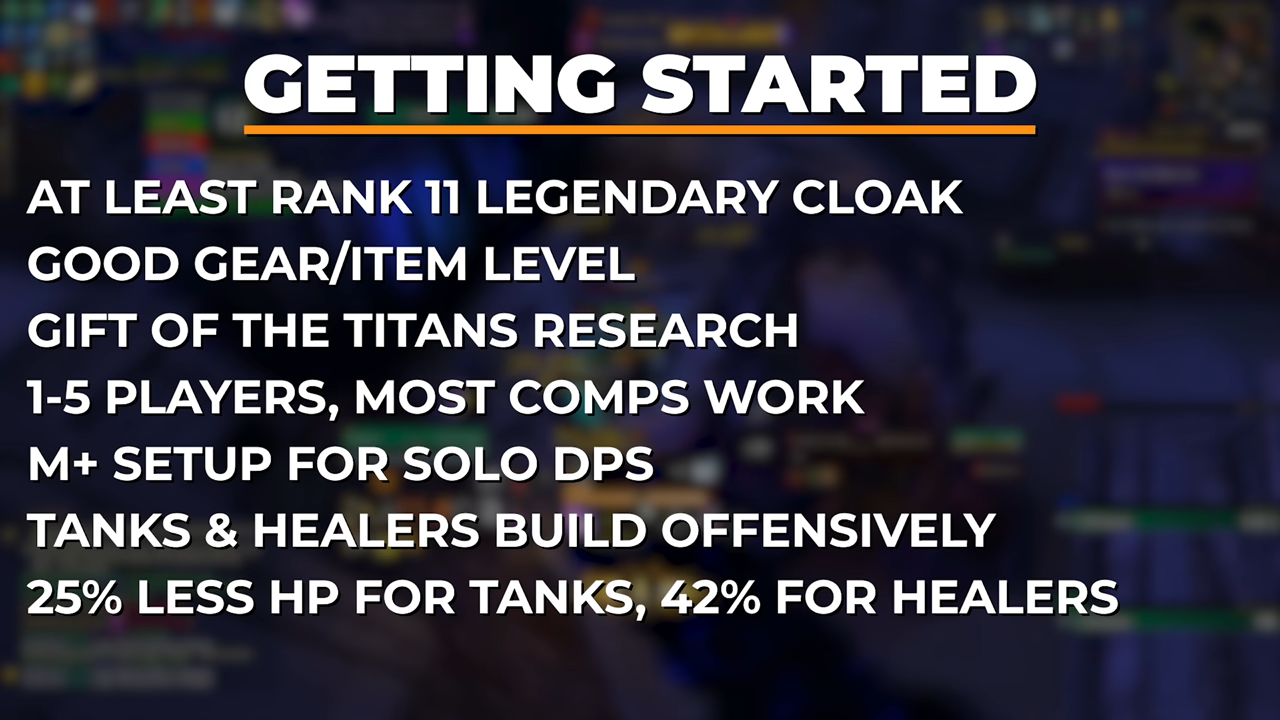 GETTING STARTED
AT LEAST RANK 11 LEGENDARY CLOAK
GOOD GEAR/ITEM LEVEL
GIFT OF THE TITANS RESEARCH
1-5 PLAYERS, MOST COMPS WORK
M+ SETUP FOR SOLO DPS
TANKS & HEALERS BUILD OFFENSIVELY
25% LESS HP FOR TANKS, 42% FOR HEALERS